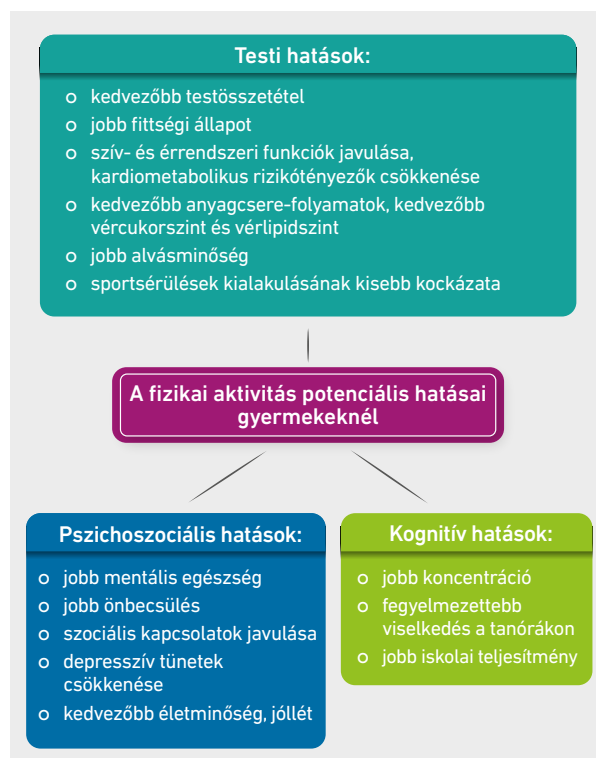 Testi hatások:
o kedvezőbb testösszetétel
o jobb fittségi állapot
o szív- és érrendszeri funkciók javulása,
kardiometabolikus rizikótényezők csökkenése
o kedvezőbb anyagcsere-folyamatok, kedvezőbb
vércukorszint és vérlipidszint
o jobb alvásminőség
o sportsérülések kialakulásának kisebb kockázata
A fizikai aktivitás potenciális hatásai
gyermekeknél
Pszichoszociális hatások:
o jobb mentális egészség
o jobb önbecsülés
o szociális kapcsolatok javulása
o depresszív tünetek
csökkenése
o kedvezőbb életminőség, jóllét
Kognitív hatások:
o jobb koncentráció
o fegyelmezettebb
viselkedés a tanórákon
o jobb iskolai teljesítmény